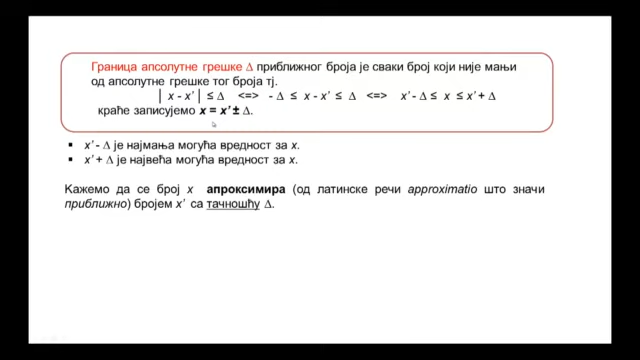 Граница апсолутне грешке ∆ приближног броја је сваки број који није мањи
од апсолутне грешке тог броја тј.
│ x - x’ │ ≤ ∆ <=> - ∆ ≤ x - x’ ≤ ∆ <=> x’ - ∆ ≤ x ≤ x’ + ∆
краће записујемо x = x’ ± ∆.
▪ x’ - ∆ је најмања могућа вредност за x.
▪ x’ + ∆ је највећа могућа вредност за x.
Кажемо да се број x апроксимира (од латинске речи approximatio што значи
приближно) бројем x’ са тачношћу ∆.